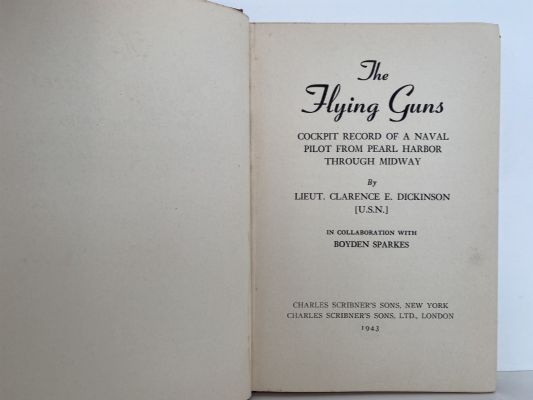 The
Flying Guns
COCKPIT RECORD OF A NAVAL
PILOT FROM PEARL HARBOR
THROUGH MIDWAY
By
LIEUT. CLARENCE E. DICKINSON
[U.S.N.]
IN COLLABORATION WITH
BOYDEN SPARKES
CHARLES SCRIBNER'S SONS, NEW YORK
CHARLES SCRIBNER'S SONS, LTD., LONDON
1943